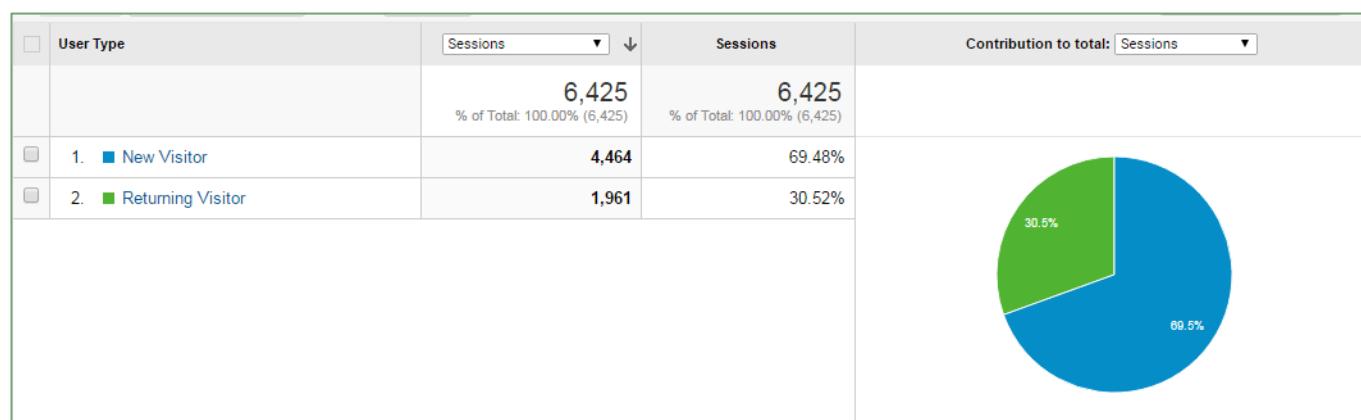 User Type
Sessions
Sessions
Contribution to total: Sessions
6,425
% of Total: 100.00% (6,425)
6,425
% of Total: 100.00% (6,425)
1. New Visitor
4,464
69.48%
2. Returning Visitor
1,961
30.52%
30.5%
69.5%